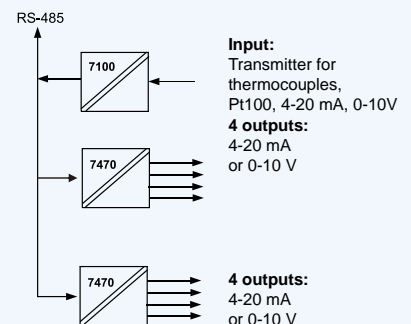 RS-485
7100
Input:
Transmitter for
thermocouples,
Pt100, 4-20 mA, 0-10V
4 outputs:
4-20 mA
or 0-10 V
7470
7470
4 outputs:
4-20 mA
or 0-10 V